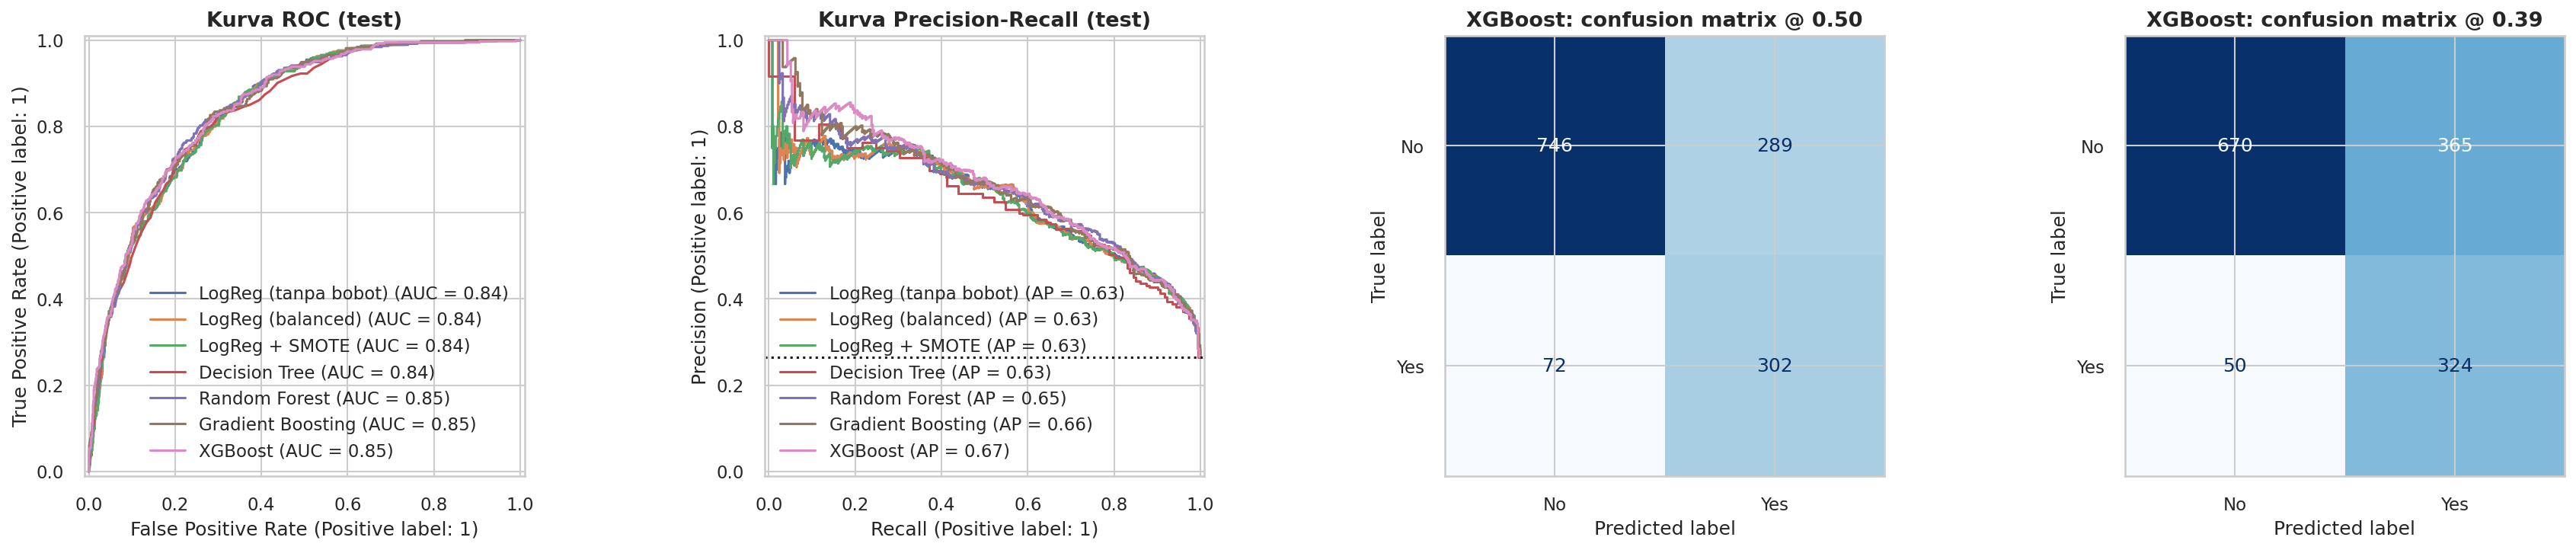 Kurva ROC (test)
True Positive Rate (Positive label: 1)
1.0
0.8
0.6
0.4
0.2
0.0
LogReg (tanpa bobot) (AUC = 0.84)
LogReg (balanced) (AUC = 0.84)
LogReg + SMOTE (AUC = 0.84)
Decision Tree (AUC = 0.84)
Random Forest (AUC = 0.85)
Gradient Boosting (AUC = 0.85)
XGBoost (AUC = 0.85)
0.0 0.2 0.4 0.6 0.8 1.0
False Positive Rate (Positive label: 1)
Kurva Precision-Recall (test)
Precision (Positive label: 1)
1.0
0.8
0.6
0.4
0.2
0.0
LogReg (tanpa bobot) (AP = 0.63)
LogReg (balanced) (AP = 0.63)
LogReg + SMOTE (AP = 0.63)
Decision Tree (AP = 0.63)
Random Forest (AP = 0.65)
Gradient Boosting (AP = 0.66)
XGBoost (AP = 0.67)
0.0 0.2 0.4 0.6 0.8 1.0
Recall (Positive label: 1)
XGBoost: confusion matrix @ 0.50
True label
No 746 289
Yes 72 302
No Yes
Predicted label
XGBoost: confusion matrix @ 0.39
True label
No 670 365
Yes 50 324
No Yes
Predicted label